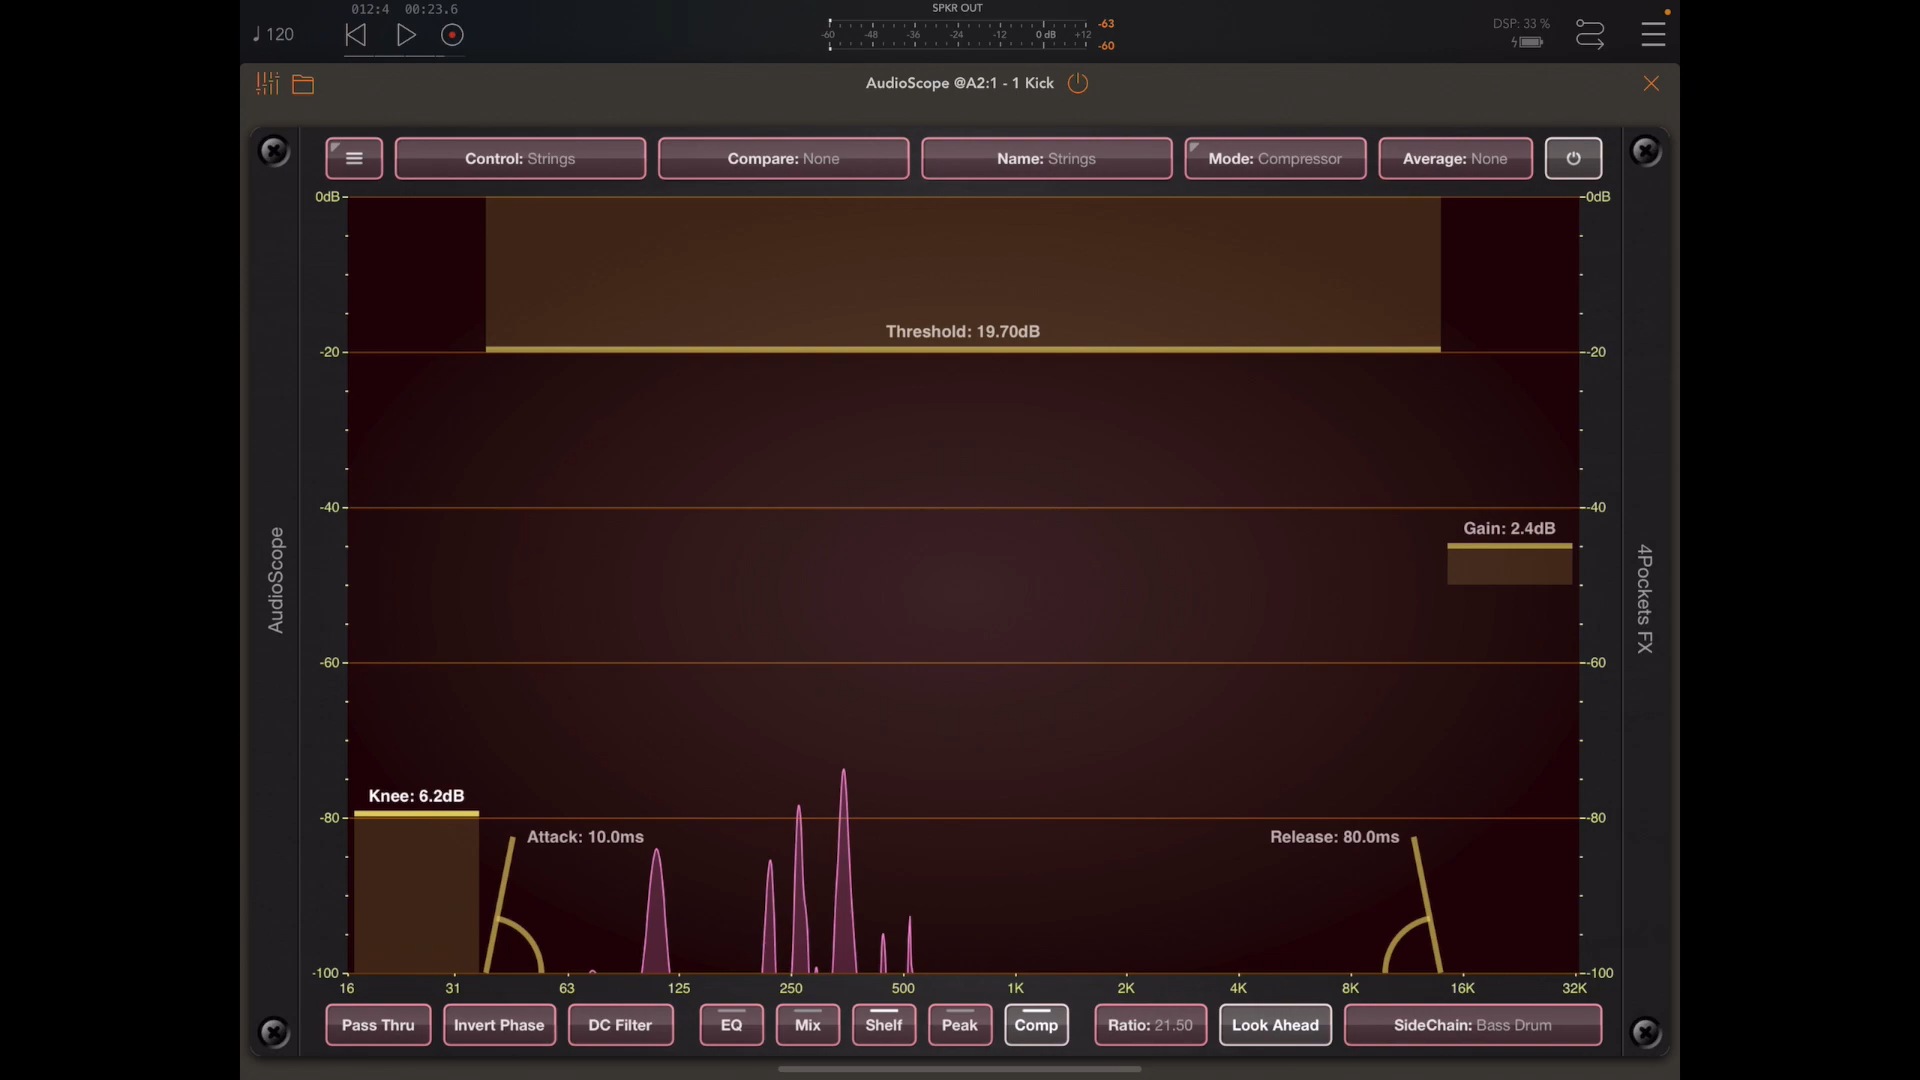 012:4 00:23.6
SPKR OUT
♩ 120
-60 -48 -36 -24 -12 0 dB +12
-63
-60
DSP: 33 %
AudioScope @A2:1 - 1 Kick
Control: Strings
Compare: None
Name: Strings
Mode: Compressor
Average: None
0dB
-0dB
Threshold: 19.70dB
-20
-20
-40
-40
Gain: 2.4dB
AudioScope
4Pockets FX
-60
-60
Knee: 6.2dB
-80
-80
Attack: 10.0ms
Release: 80.0ms
-100
-100
16 31 63 125 250 500 1K 2K 4K 8K 16K 32K
Pass Thru
Invert Phase
DC Filter
EQ
Mix
Shelf
Peak
Comp
Ratio: 21.50
Look Ahead
SideChain: Bass Drum